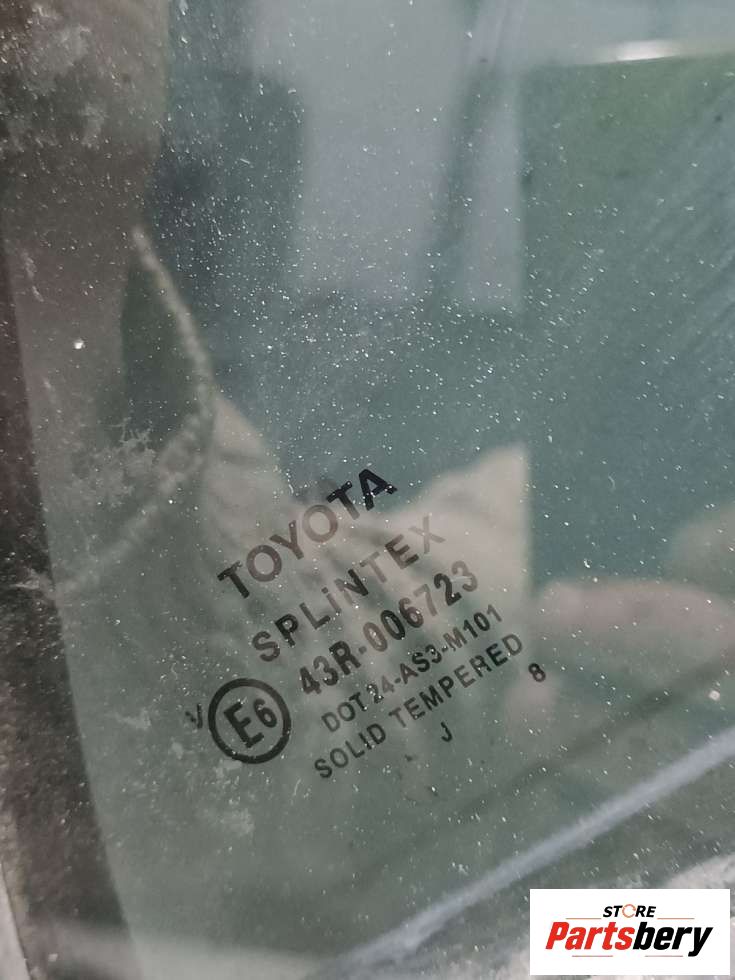 TOYOTA
SPLiNTEX
43R-006723
DOT 24-AS3-M101
SOLID TEMPERED
V E6
J 8
STORE
Partsbery